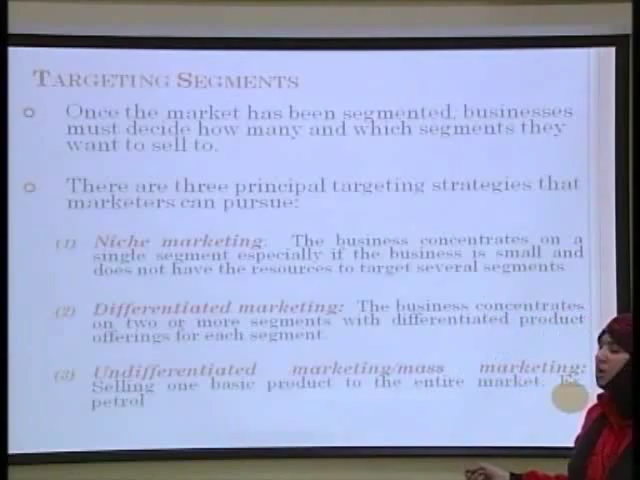 TARGETING SEGMENTS
Once the market has been segmented, businesses
must decide how many and which segments they
want to sell to.
There are three principal targeting strategies that
marketers can pursue:
(1) Niche marketing: The business concentrates on a
single segment especially if the business is small and
does not have the resources to target several segments
(2) Differentiated marketing: The business concentrates
on two or more segments with differentiated product
offerings for each segment.
(3) Undifferentiated marketing/mass marketing:
Selling one basic product to the entire market. Ex
petrol